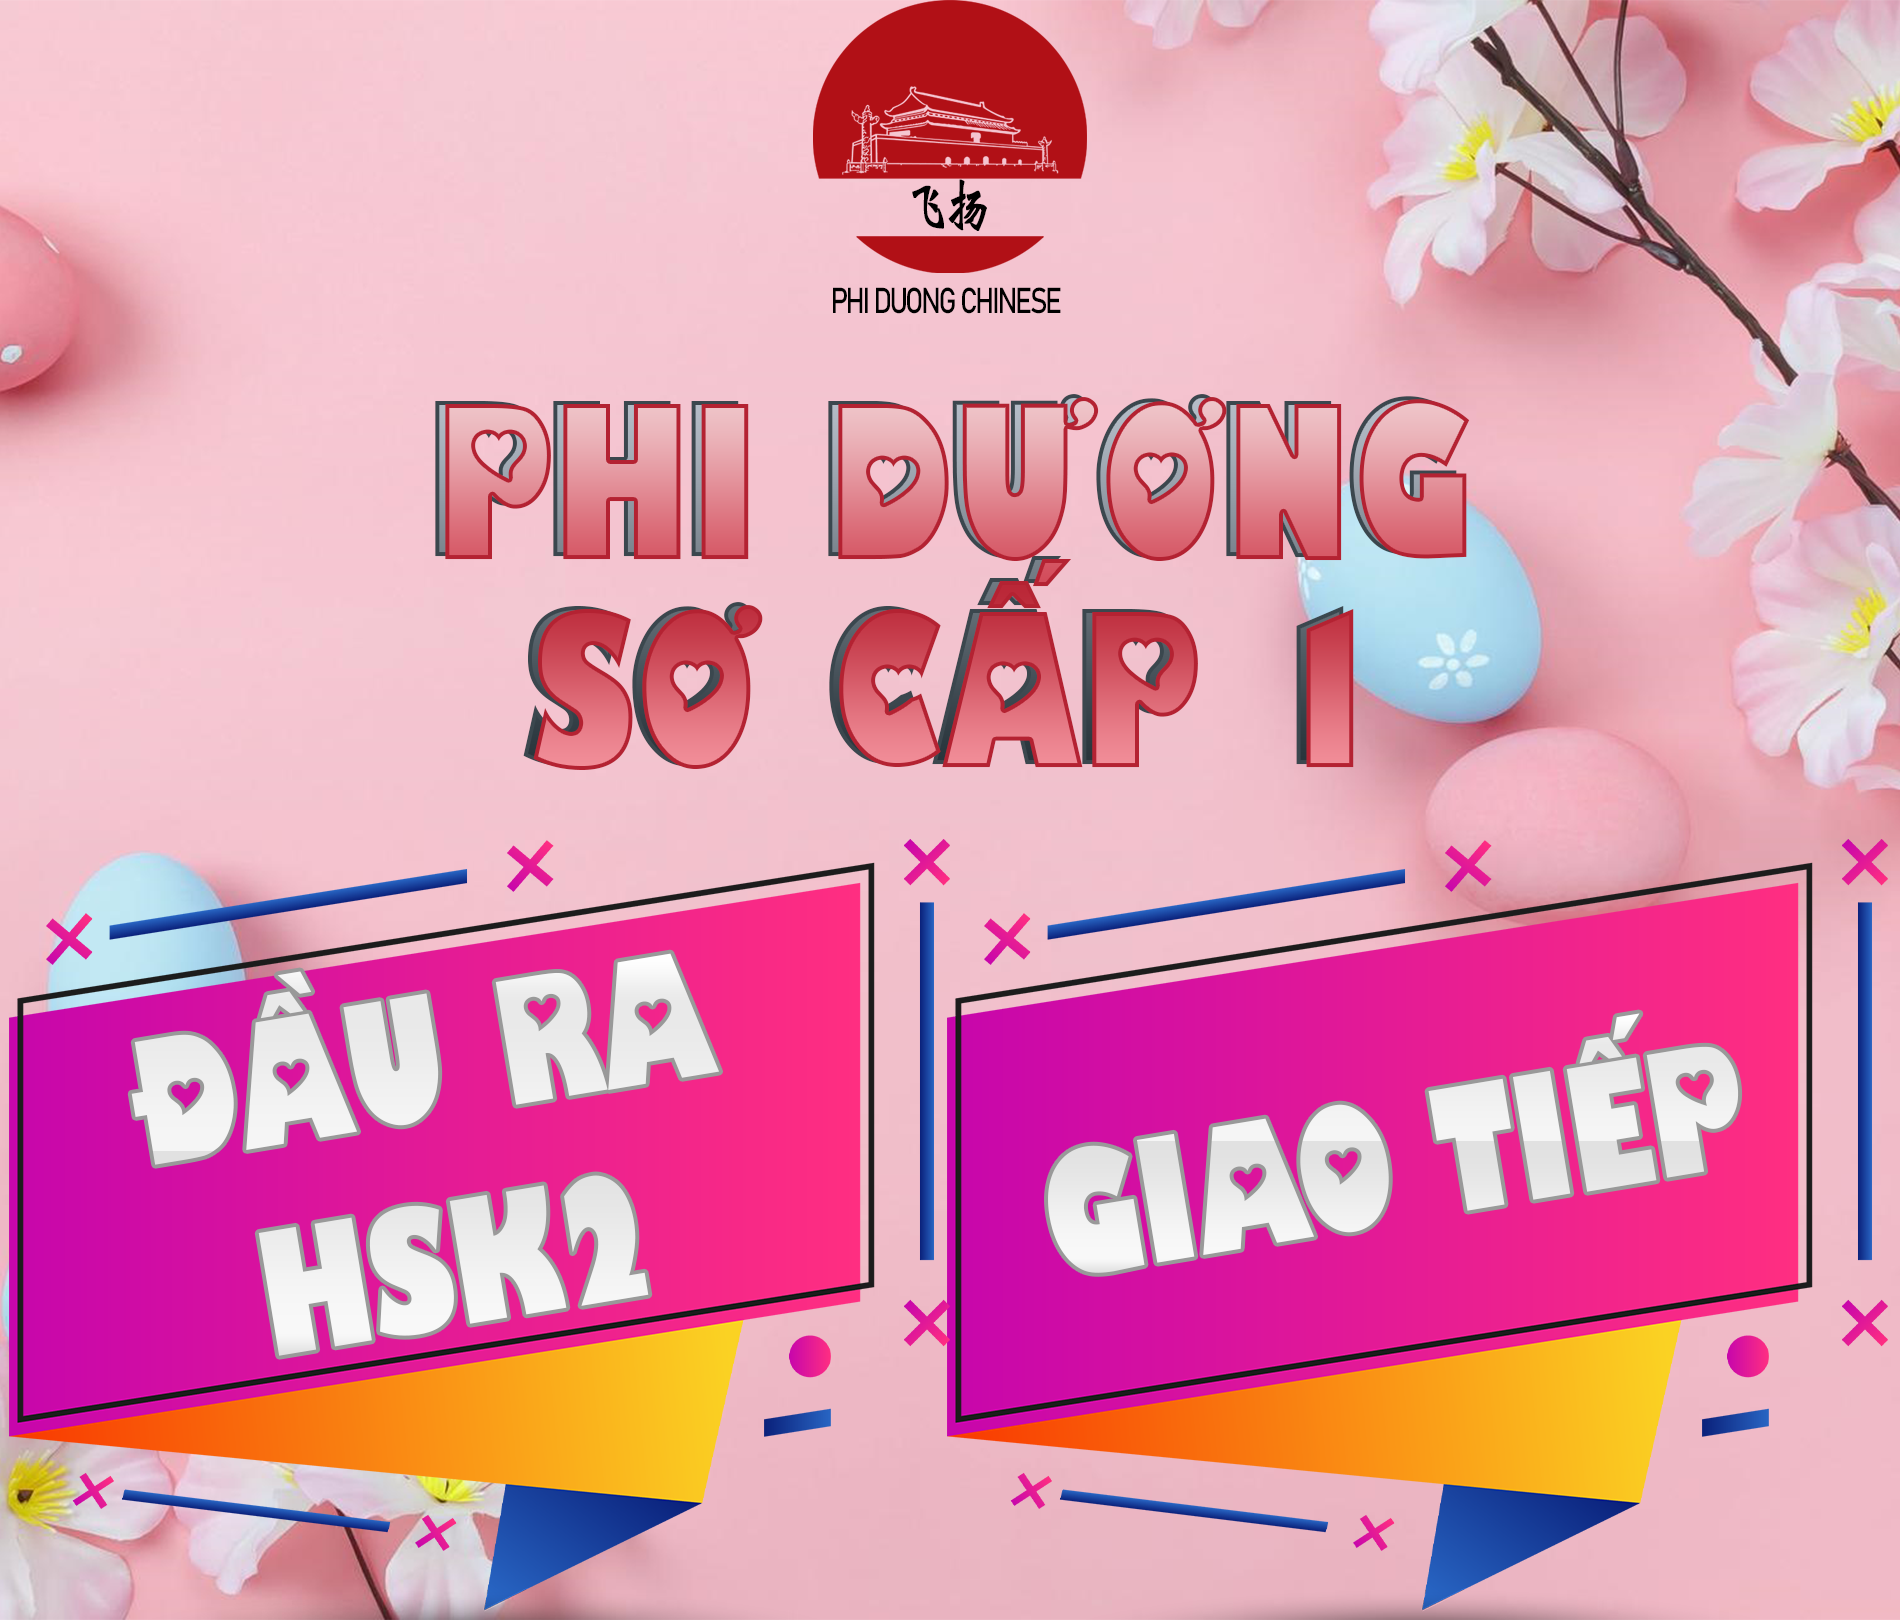 飞扬
PHI DUONG CHINESE
PHI DƯƠNG
SƠ CẤP 1
ĐẦU RA
HSK2
GIAO TIẾP